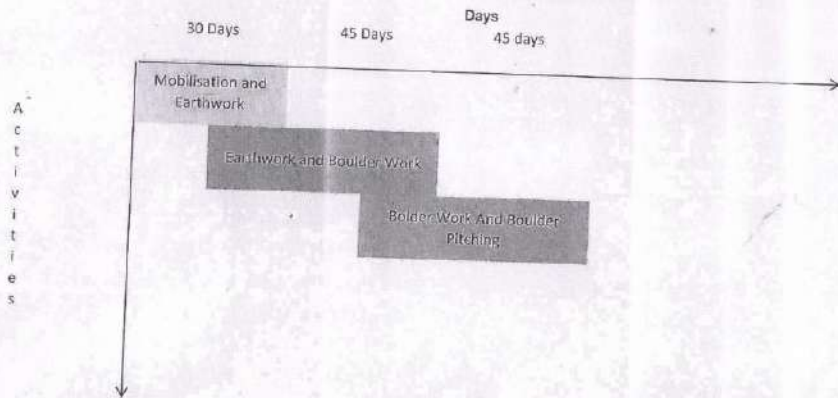 Days
30 Days 45 Days 45 days
Activities
Mobilisation and
Earthwork
Earthwork and Boulder Work
Bolder Work And Boulder
Pitching